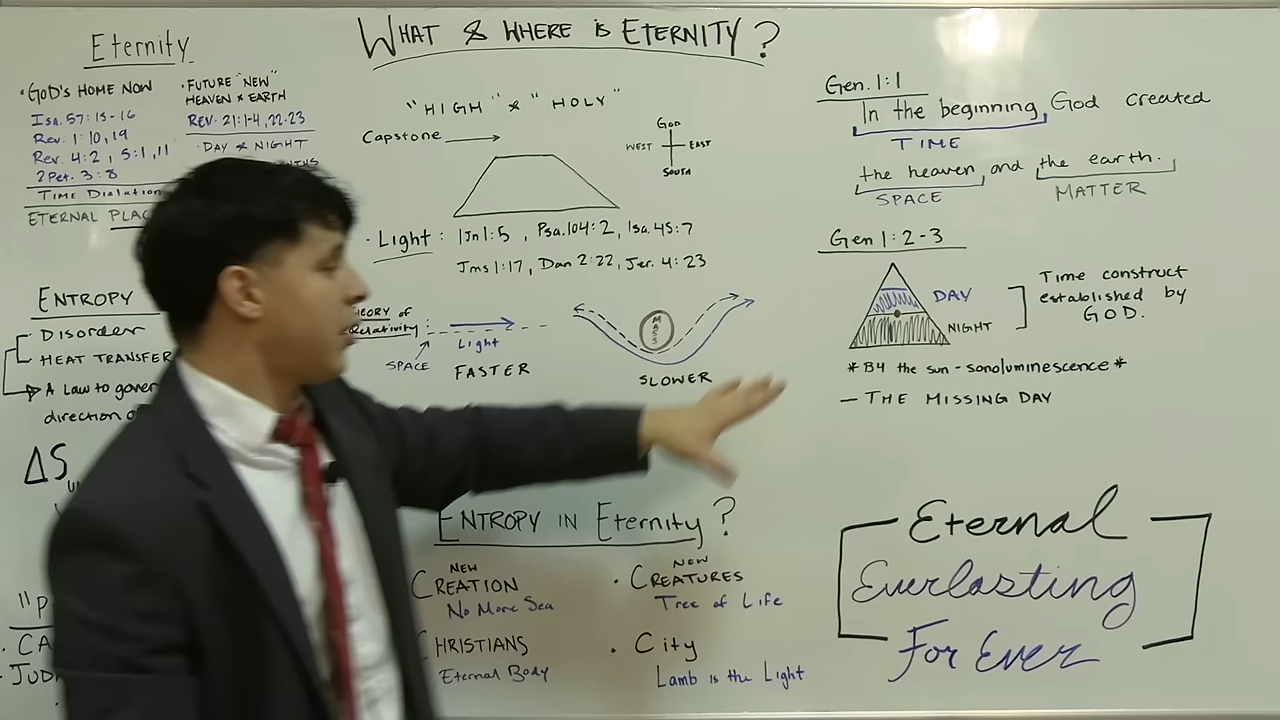 WHAT & WHERE IS ETERNITY?
Eternity
• GOD'S HOME NOW
Isa. 57:15-16
Rev. 1:10, 19
Rev. 4:2, 5:1, 11
2 Pet. 3:8
TIME DIALATION
ETERNAL PLAC
• FUTURE "NEW"
HEAVEN & EARTH
REV. 21:1-4, 22-23
• DAY & NIGHT
ENTROPY
• DISORDER
• HEAT TRANSFER
A LAW TO gover
direction o
ΔS
"P
• CA
• JUD
"HIGH" & "HOLY"
Capstone
GOD
WEST EAST
SOUTH
• Light: 1Jn 1:5, Psa. 104:2, Isa. 45:7
Jms 1:17, Dan 2:22, Jer. 4:23
THEORY of
Relativity:
SPACE
Light
FASTER
MASS
SLOWER
ENTROPY IN Eternity?
NEW
CREATION
No More Sea
• NEW
CREATURES
Tree of Life
CHRISTIANS
Eternal Body
• City
Lamb is the Light
Gen. 1:1
In the beginning, God created
TIME
the heaven, and the earth.
SPACE MATTER
Gen 1:2-3
DAY
NIGHT
Time construct
established by
GOD.
* B4 the sun - sonoluminescence *
— THE MISSING DAY
Eternal
Everlasting
For Ever